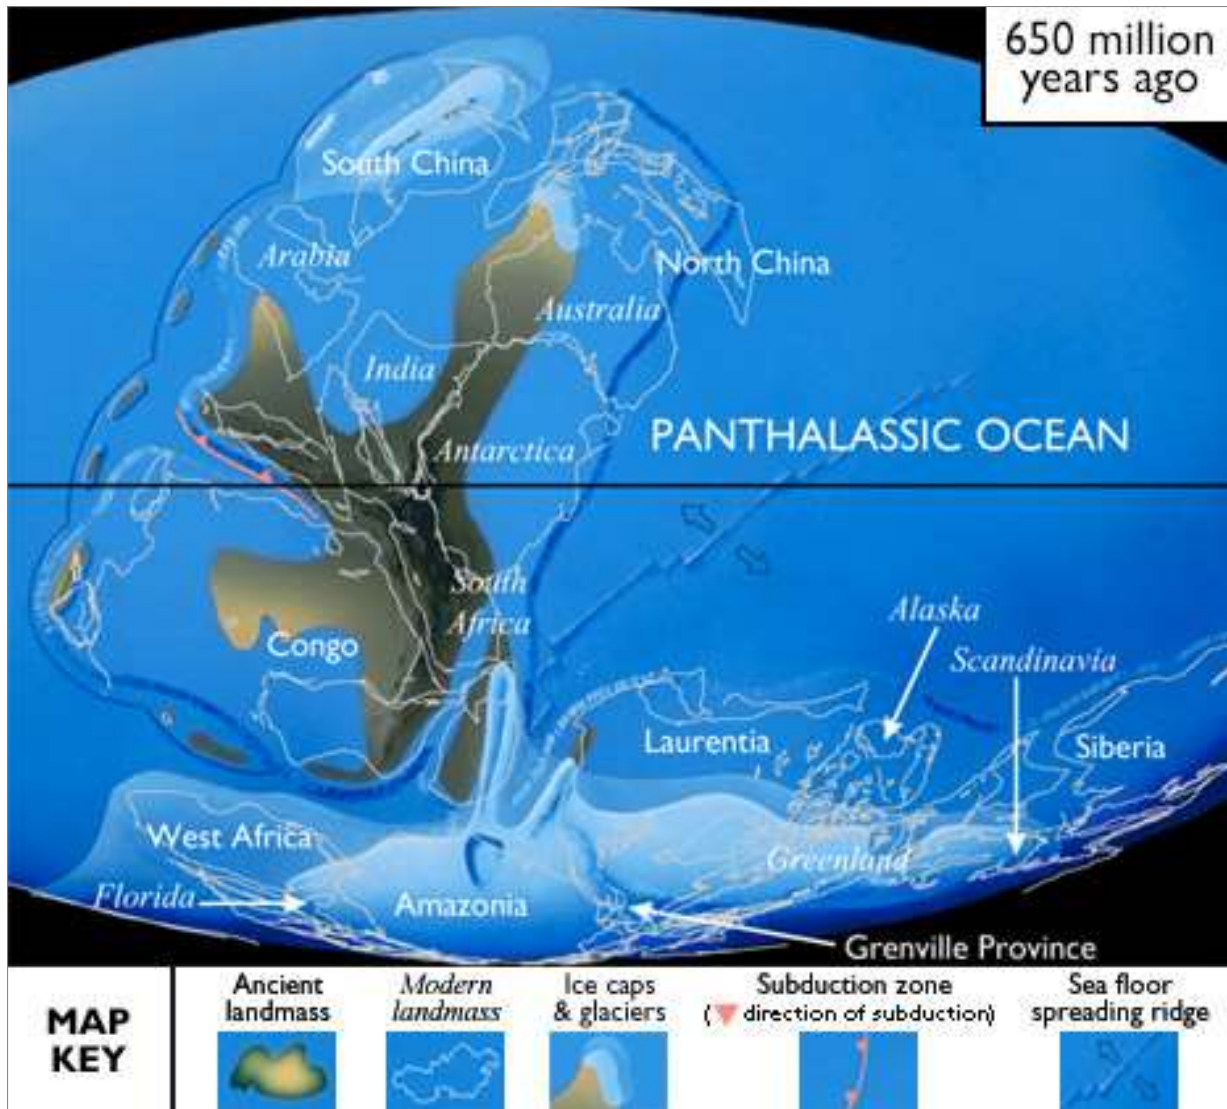 650 million
years ago
South China
Arabia
North China
Australia
India
PANTHALASSIC OCEAN
Antarctica
South
Africa
Alaska
Congo
Scandinavia
Laurentia
Siberia
West Africa
Greenland
Florida
Amazonia
Grenville Province
MAP
KEY
Ancient
landmass
Modern
landmass
Ice caps
& glaciers
Subduction zone
(▼ direction of subduction)
Sea floor
spreading ridge